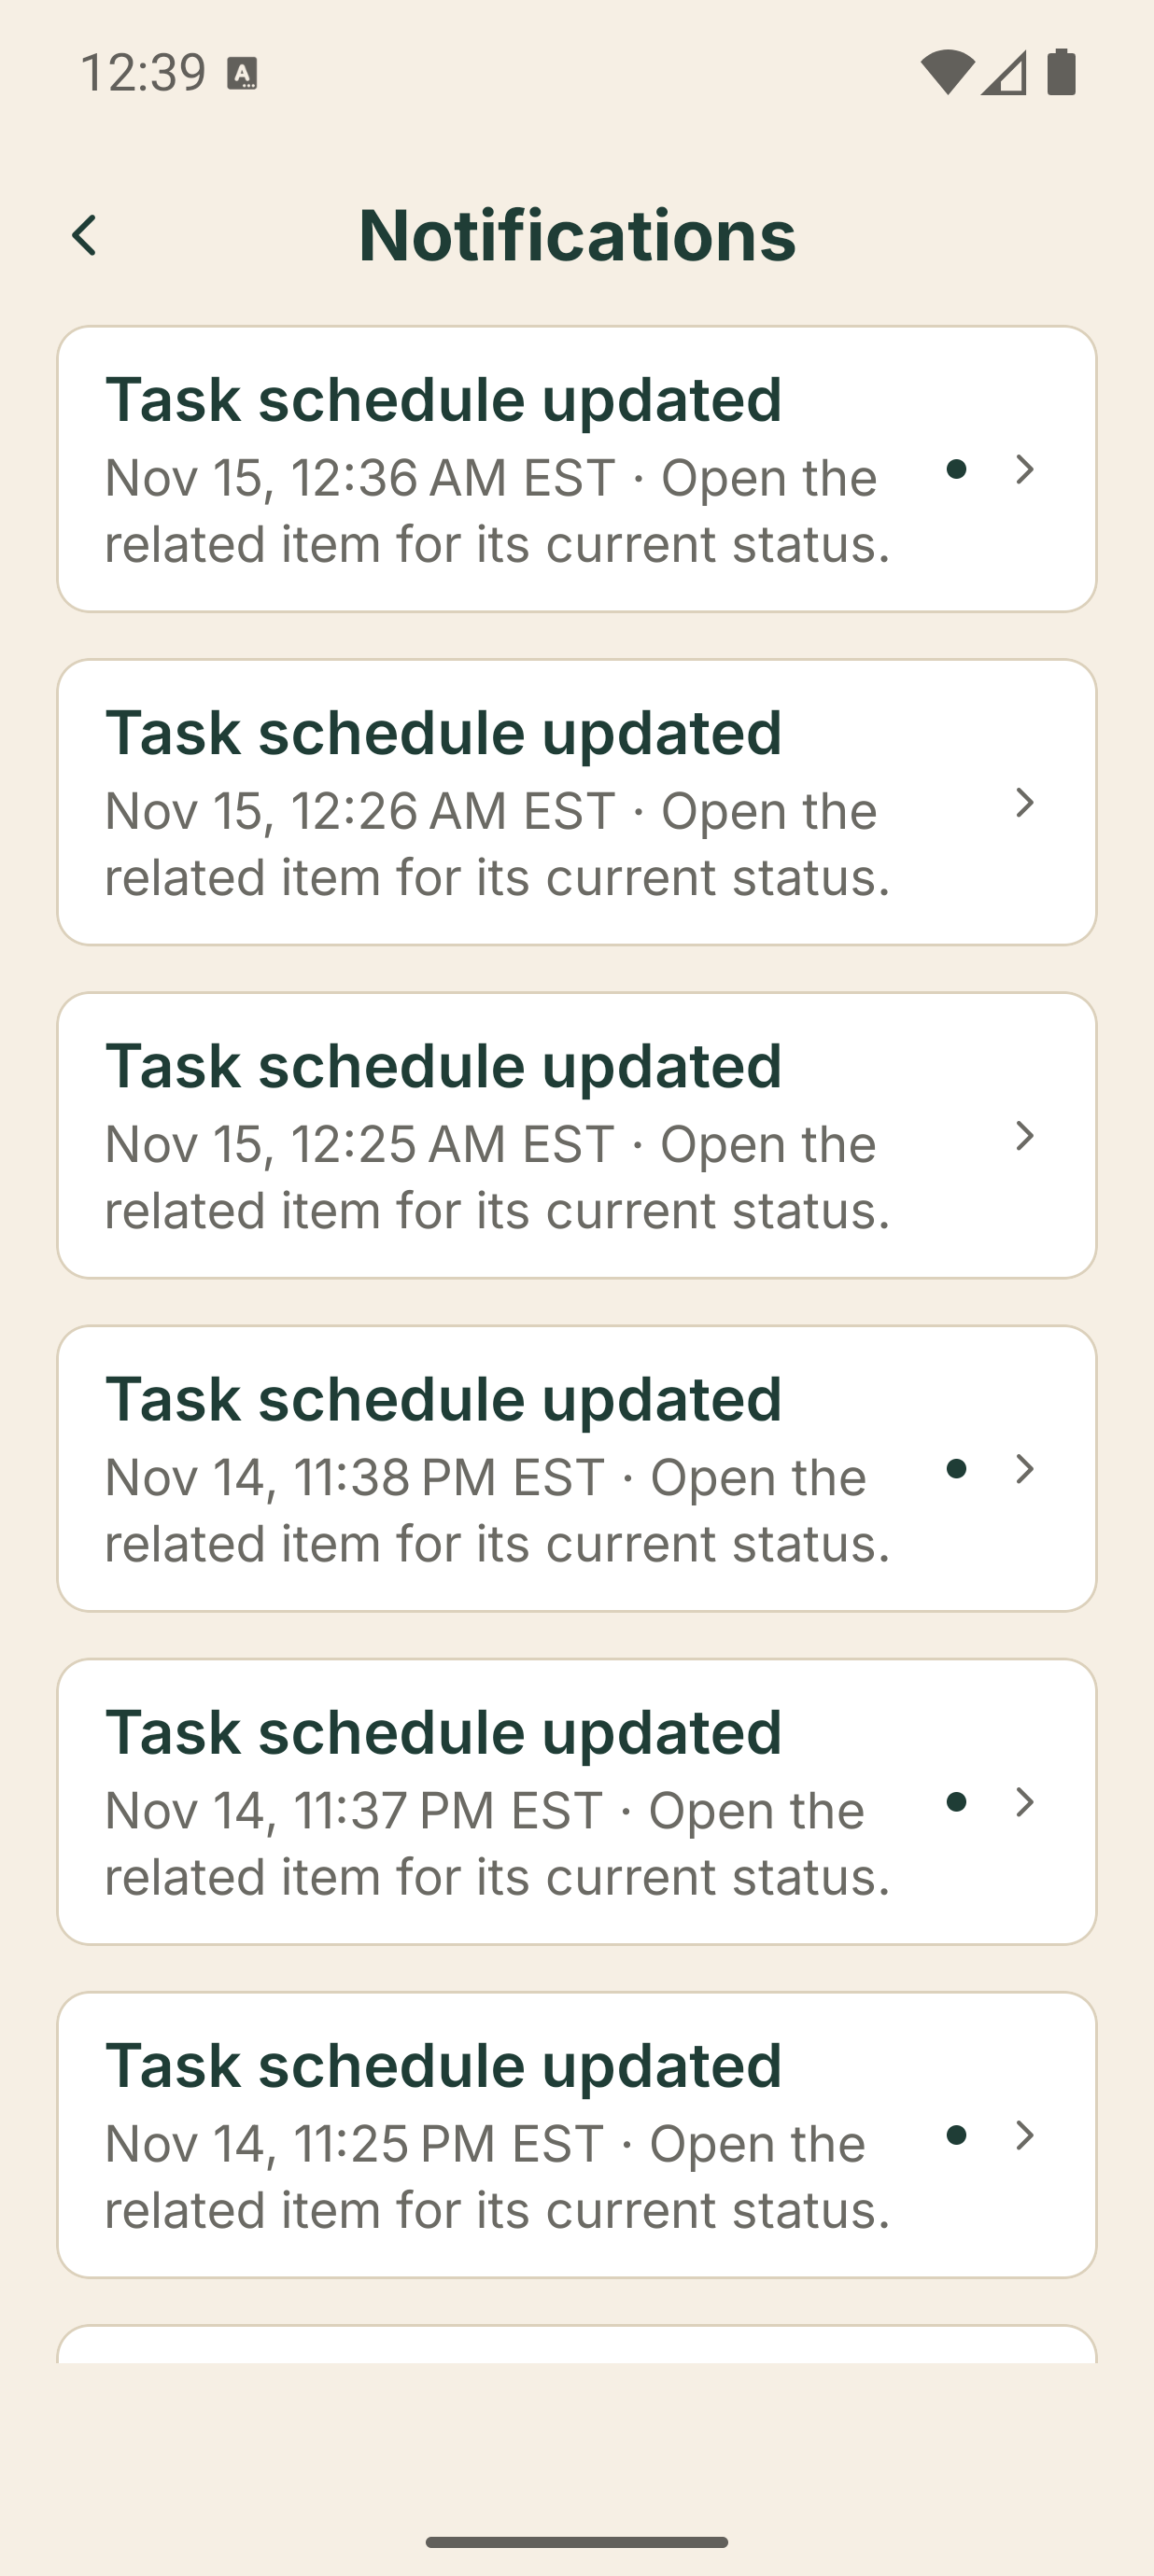 12:39
Notifications
Task schedule updated
Nov 15, 12:36 AM EST · Open the
related item for its current status.
Task schedule updated
Nov 15, 12:26 AM EST · Open the
related item for its current status.
Task schedule updated
Nov 15, 12:25 AM EST · Open the
related item for its current status.
Task schedule updated
Nov 14, 11:38 PM EST · Open the
related item for its current status.
Task schedule updated
Nov 14, 11:37 PM EST · Open the
related item for its current status.
Task schedule updated
Nov 14, 11:25 PM EST · Open the
related item for its current status.